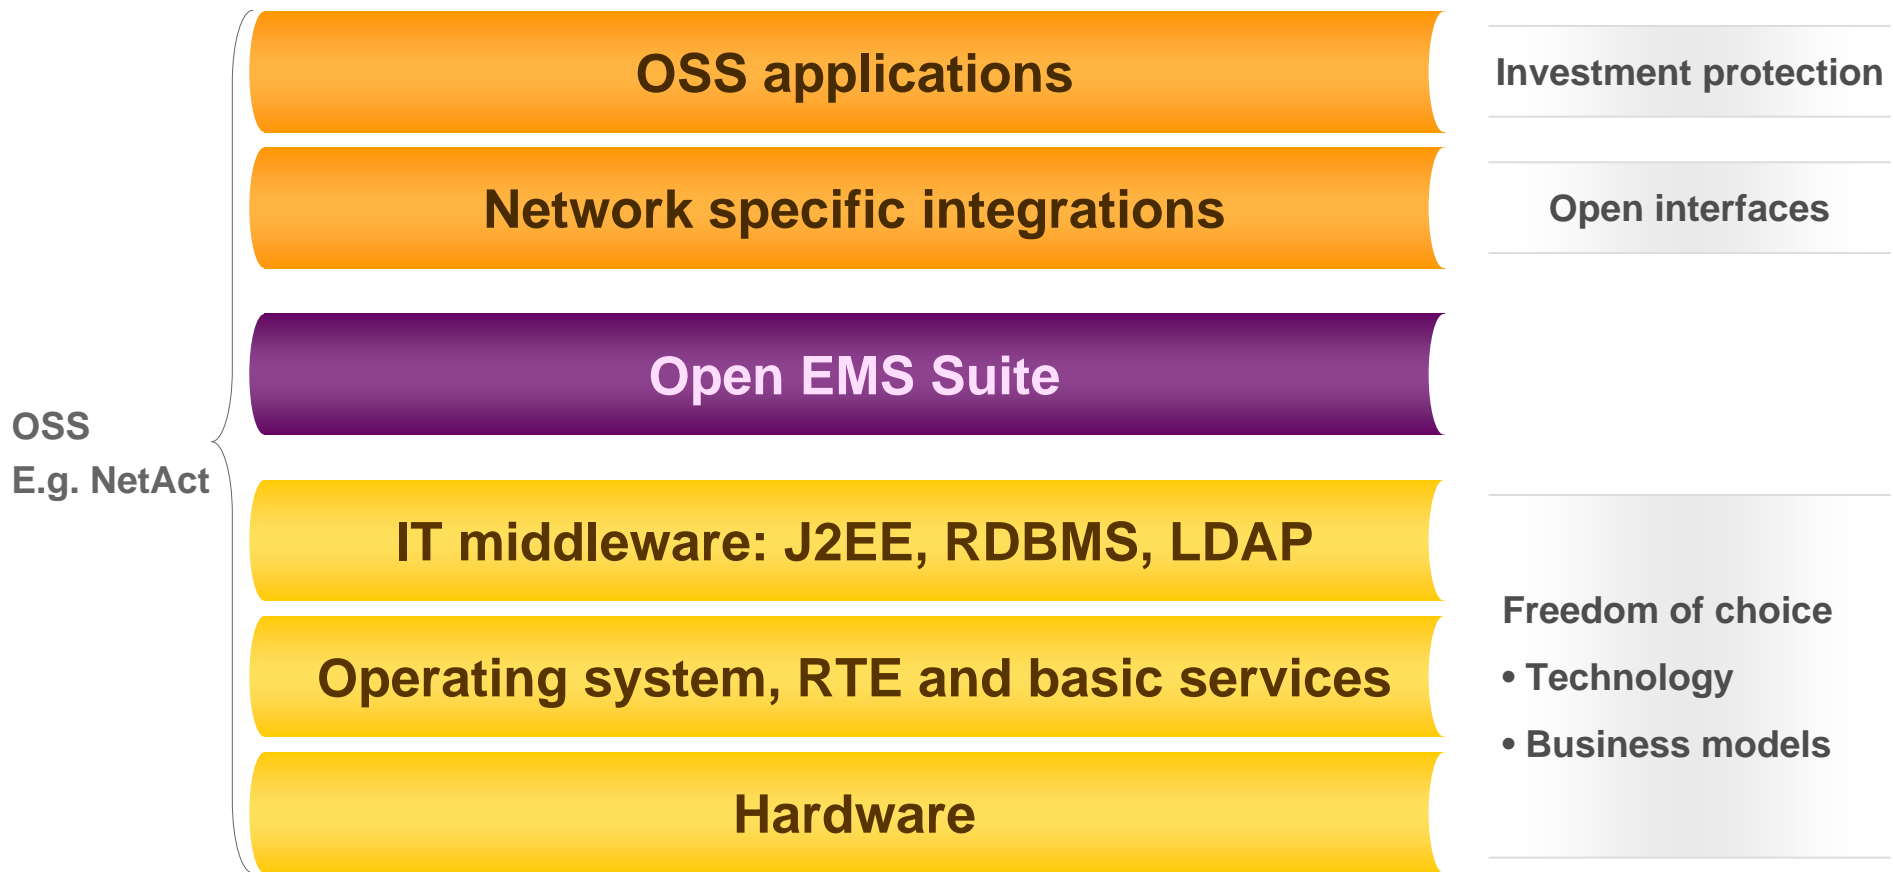 OSS applications
Investment protection
Network specific integrations
Open interfaces
Open EMS Suite
OSS
E.g. NetAct
IT middleware: J2EE, RDBMS, LDAP
Operating system, RTE and basic services
Hardware
Freedom of choice
• Technology
• Business models